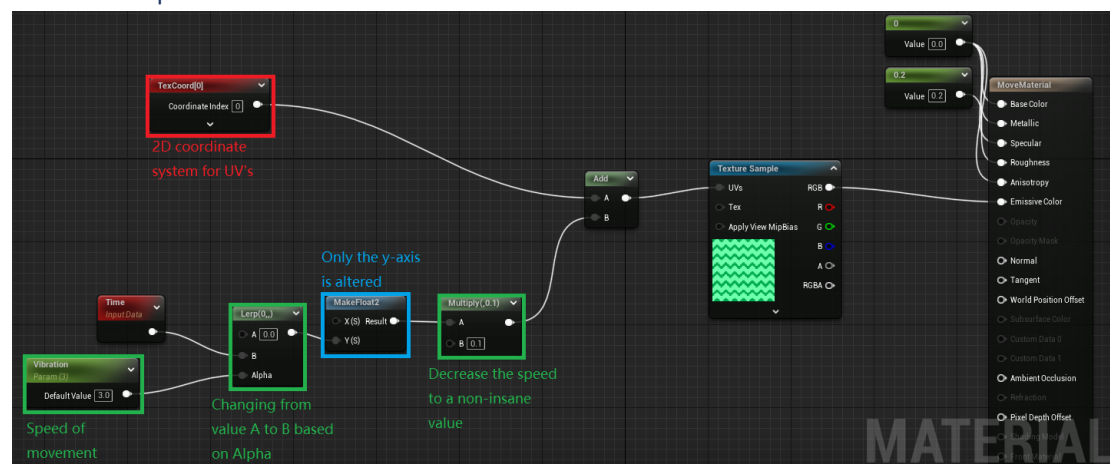 0
Value 0.0
0.2
Value 0.2
TexCoord[0]
Coordinate Index 0
2D coordinate
system for UV's
MoveMaterial
Base Color
Metallic
Specular
Roughness
Anisotropy
Emissive Color
Opacity
Opacity Mask
Normal
Tangent
World Position Offset
Subsurface Color
Custom Data 0
Custom Data 1
Ambient Occlusion
Refraction
Pixel Depth Offset
Shading Model
Front Material
Add
A
B
Texture Sample
UVs RGB
Tex R
Apply View MipBias G
B
A
RGBA
Only the y-axis
is altered
Time
Input Data
Lerp(0,,)
A 0.0
B
Alpha
MakeFloat2
X (S) Result
Y (S)
Multiply(,0.1)
A
B 0.1
Vibration
Param (3)
Default Value 3.0
Speed of
movement
Changing from
value A to B based
on Alpha
Decrease the speed
to a non-insane
value
MATERIAL